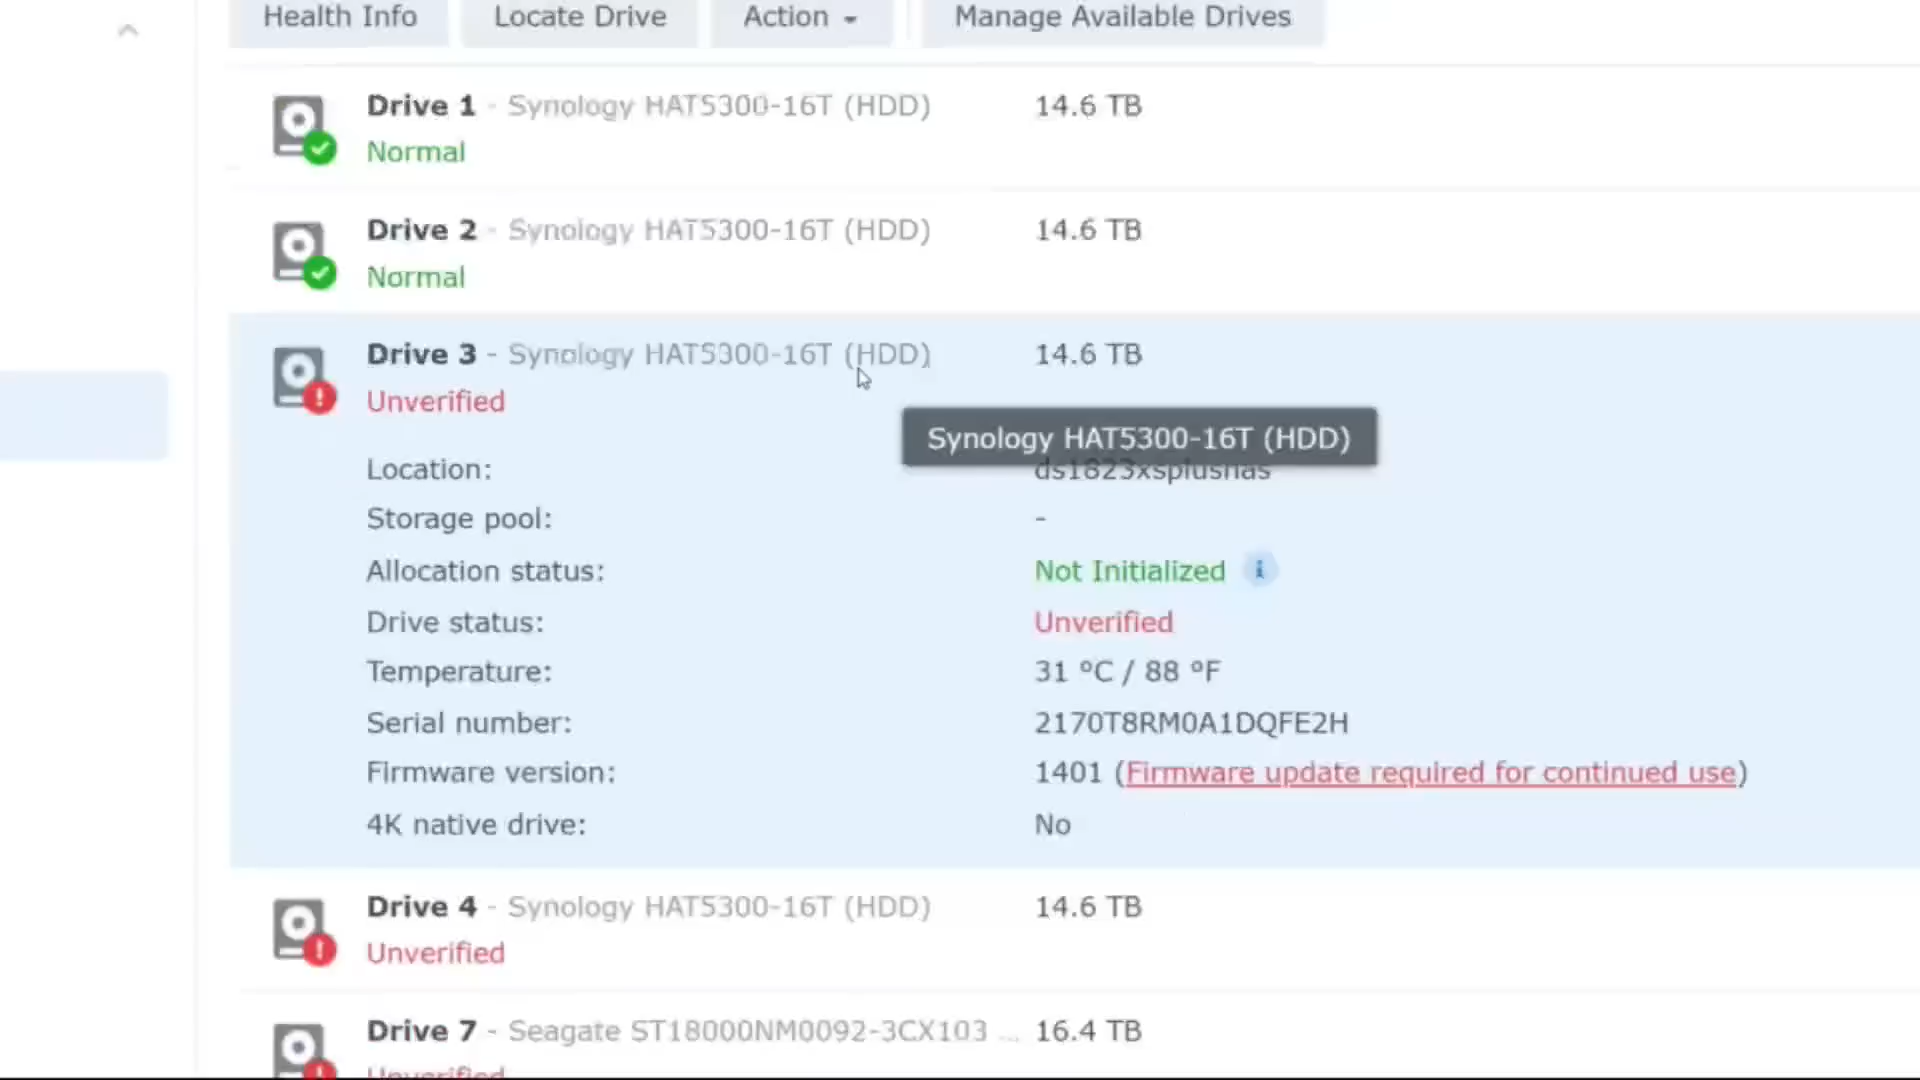 Health Info Locate Drive Action Manage Available Drives
Drive 1 - Synology HAT5300-16T (HDD) 14.6 TB
Normal
Drive 2 - Synology HAT5300-16T (HDD) 14.6 TB
Normal
Drive 3 - Synology HAT5300-16T (HDD) 14.6 TB
Unverified
Synology HAT5300-16T (HDD)
Location: ds1823xsplusnas
Storage pool: -
Allocation status: Not Initialized i
Drive status: Unverified
Temperature: 31 °C / 88 °F
Serial number: 2170T8RM0A1DQFE2H
Firmware version: 1401 (Firmware update required for continued use)
4K native drive: No
Drive 4 - Synology HAT5300-16T (HDD) 14.6 TB
Unverified
Drive 7 - Seagate ST18000NM0092-3CX103 ... 16.4 TB
Unverified